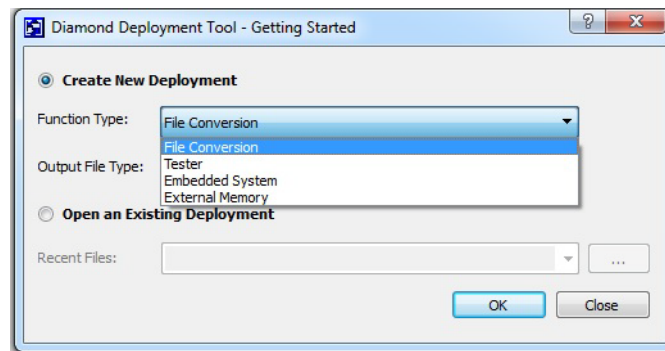 Diamond Deployment Tool - Getting Started
?
X
Create New Deployment
Function Type: File Conversion
File Conversion
Output File Type: Tester
Embedded System
External Memory
Open an Existing Deployment
Recent Files: ...
OK Close